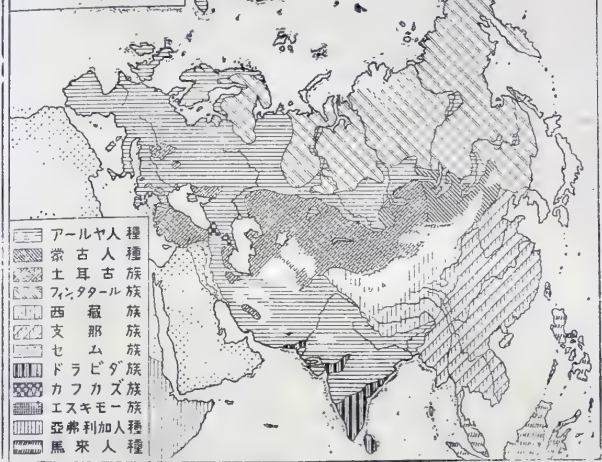 アールヤ人種
蒙古人種
土耳古族
フィンタタール族
西蔵族
支那族
セム族
ドラビダ族
カフカズ族
エスキモー族
亞弗利加人種
馬来人種